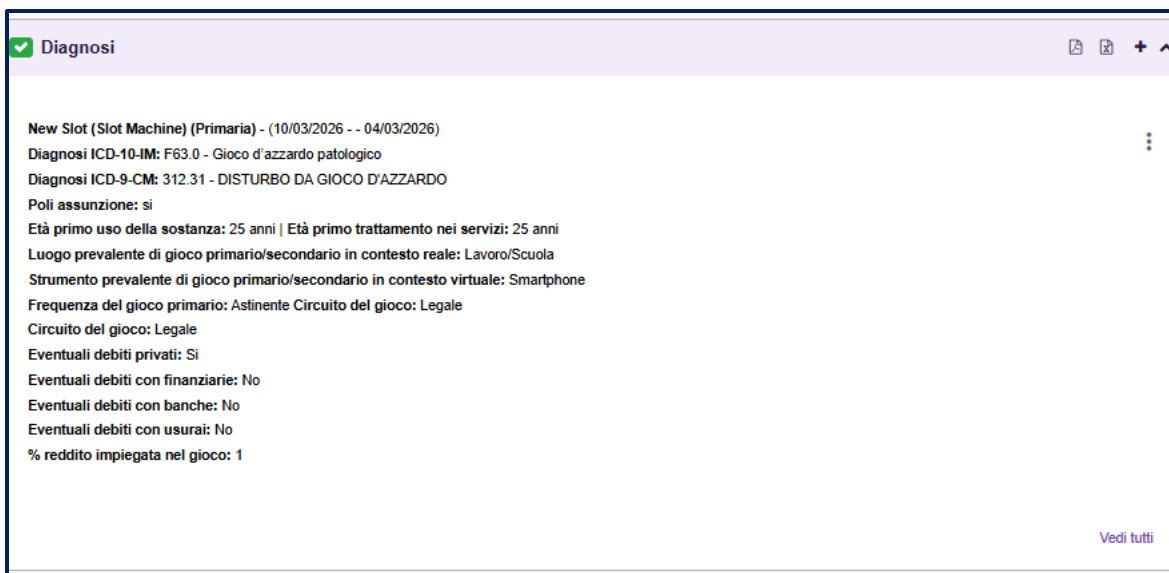 Diagnosi
New Slot (Slot Machine) (Primaria) - (10/03/2026 - - 04/03/2026)
Diagnosi ICD-10-IM: F63.0 - Gioco d'azzardo patologico
Diagnosi ICD-9-CM: 312.31 - DISTURBO DA GIOCO D'AZZARDO
Poli assunzione: si
Età primo uso della sostanza: 25 anni | Età primo trattamento nei servizi: 25 anni
Luogo prevalente di gioco primario/secondario in contesto reale: Lavoro/Scuola
Strumento prevalente di gioco primario/secondario in contesto virtuale: Smartphone
Frequenza del gioco primario: Astinente Circuito del gioco: Legale
Circuito del gioco: Legale
Eventuali debiti privati: Si
Eventuali debiti con finanziarie: No
Eventuali debiti con banche: No
Eventuali debiti con usurai: No
% reddito impiegata nel gioco: 1
Vedi tutti